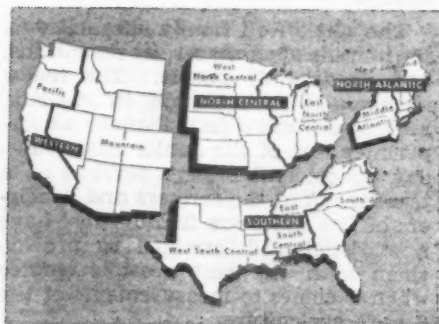 Pacific
WESTERN
Mountain
West
North Central
NORTH CENTRAL
East
North
Central
NORTH ATLANTIC
Middle
Atlantic
East
SOUTHERN
South
Central
West South Central
South Atlantic